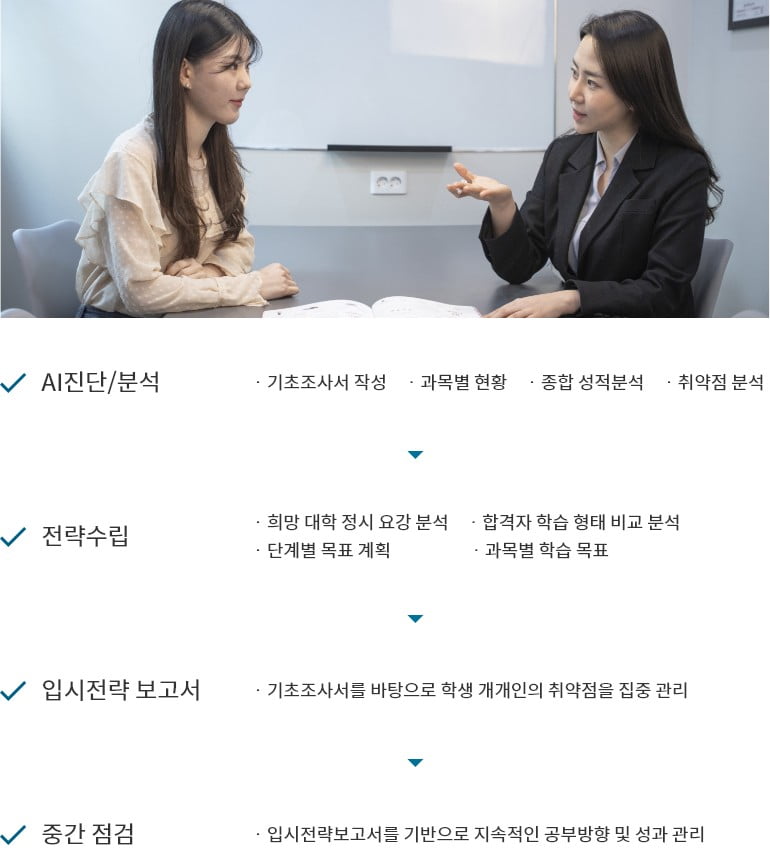 AI진단/분석
· 기초조사서 작성 · 과목별 현황 · 종합 성적분석 · 취약점 분석
전략수립
· 희망 대학 정시 요강 분석 · 합격자 학습 형태 비교 분석
· 단계별 목표 계획 · 과목별 학습 목표
입시전략 보고서
· 기초조사서를 바탕으로 학생 개개인의 취약점을 집중 관리
중간 점검
· 입시전략보고서를 기반으로 지속적인 공부방향 및 성과 관리